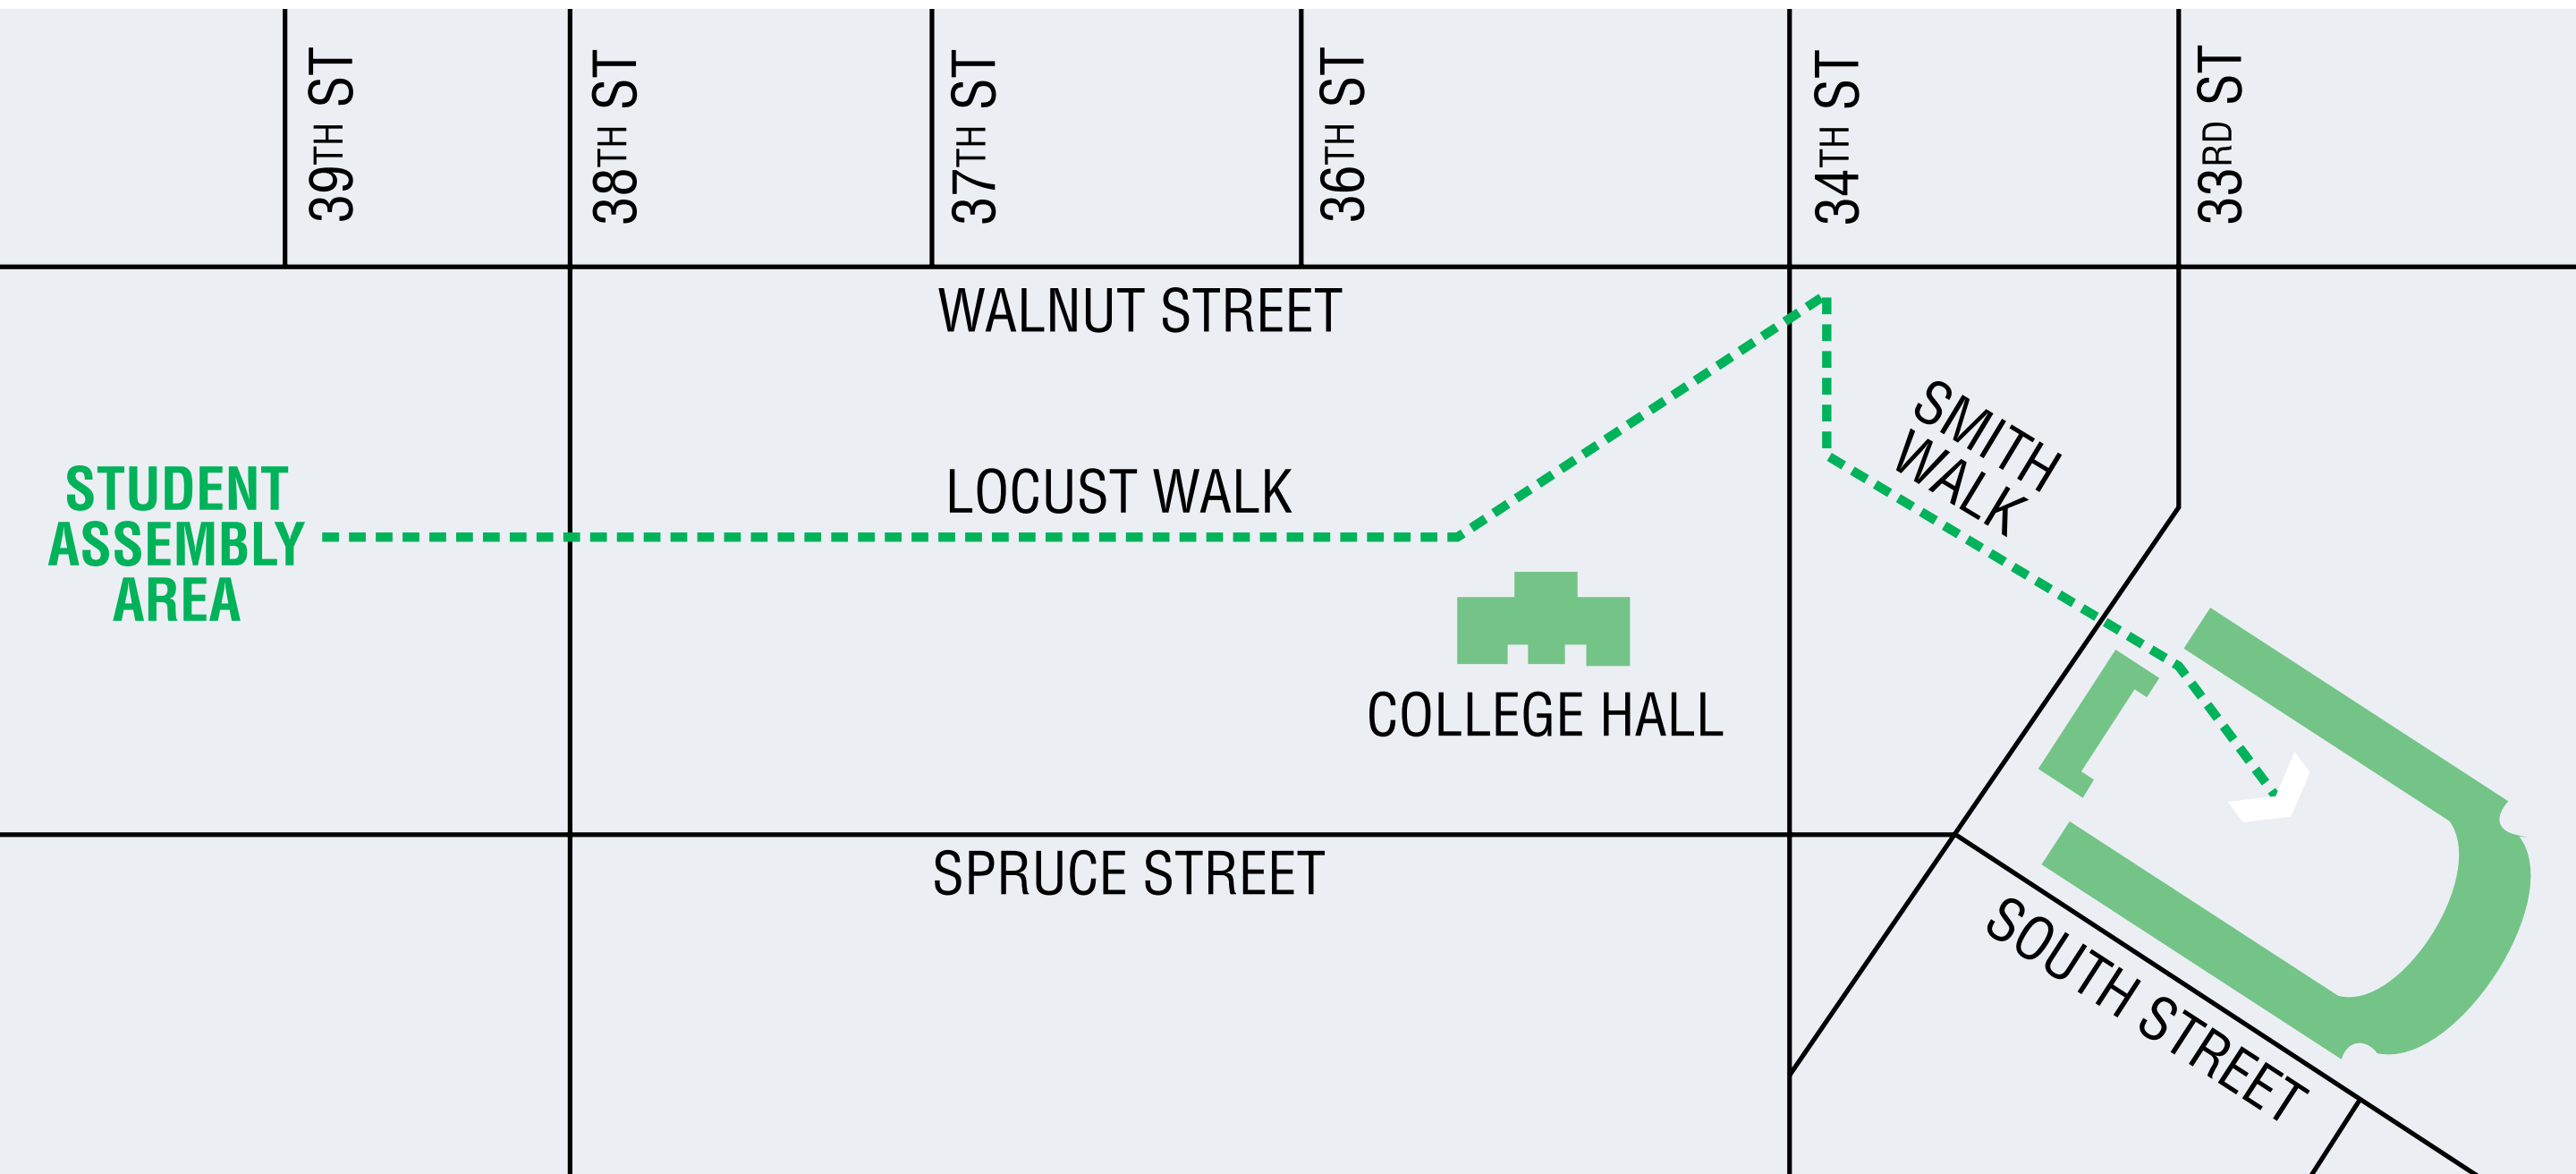 39TH ST
38TH ST
37TH ST
36TH ST
34TH ST
33RD ST
WALNUT STREET
SMITH
WALK
LOCUST WALK
STUDENT
ASSEMBLY
AREA
COLLEGE HALL
SPRUCE STREET
SOUTH STREET